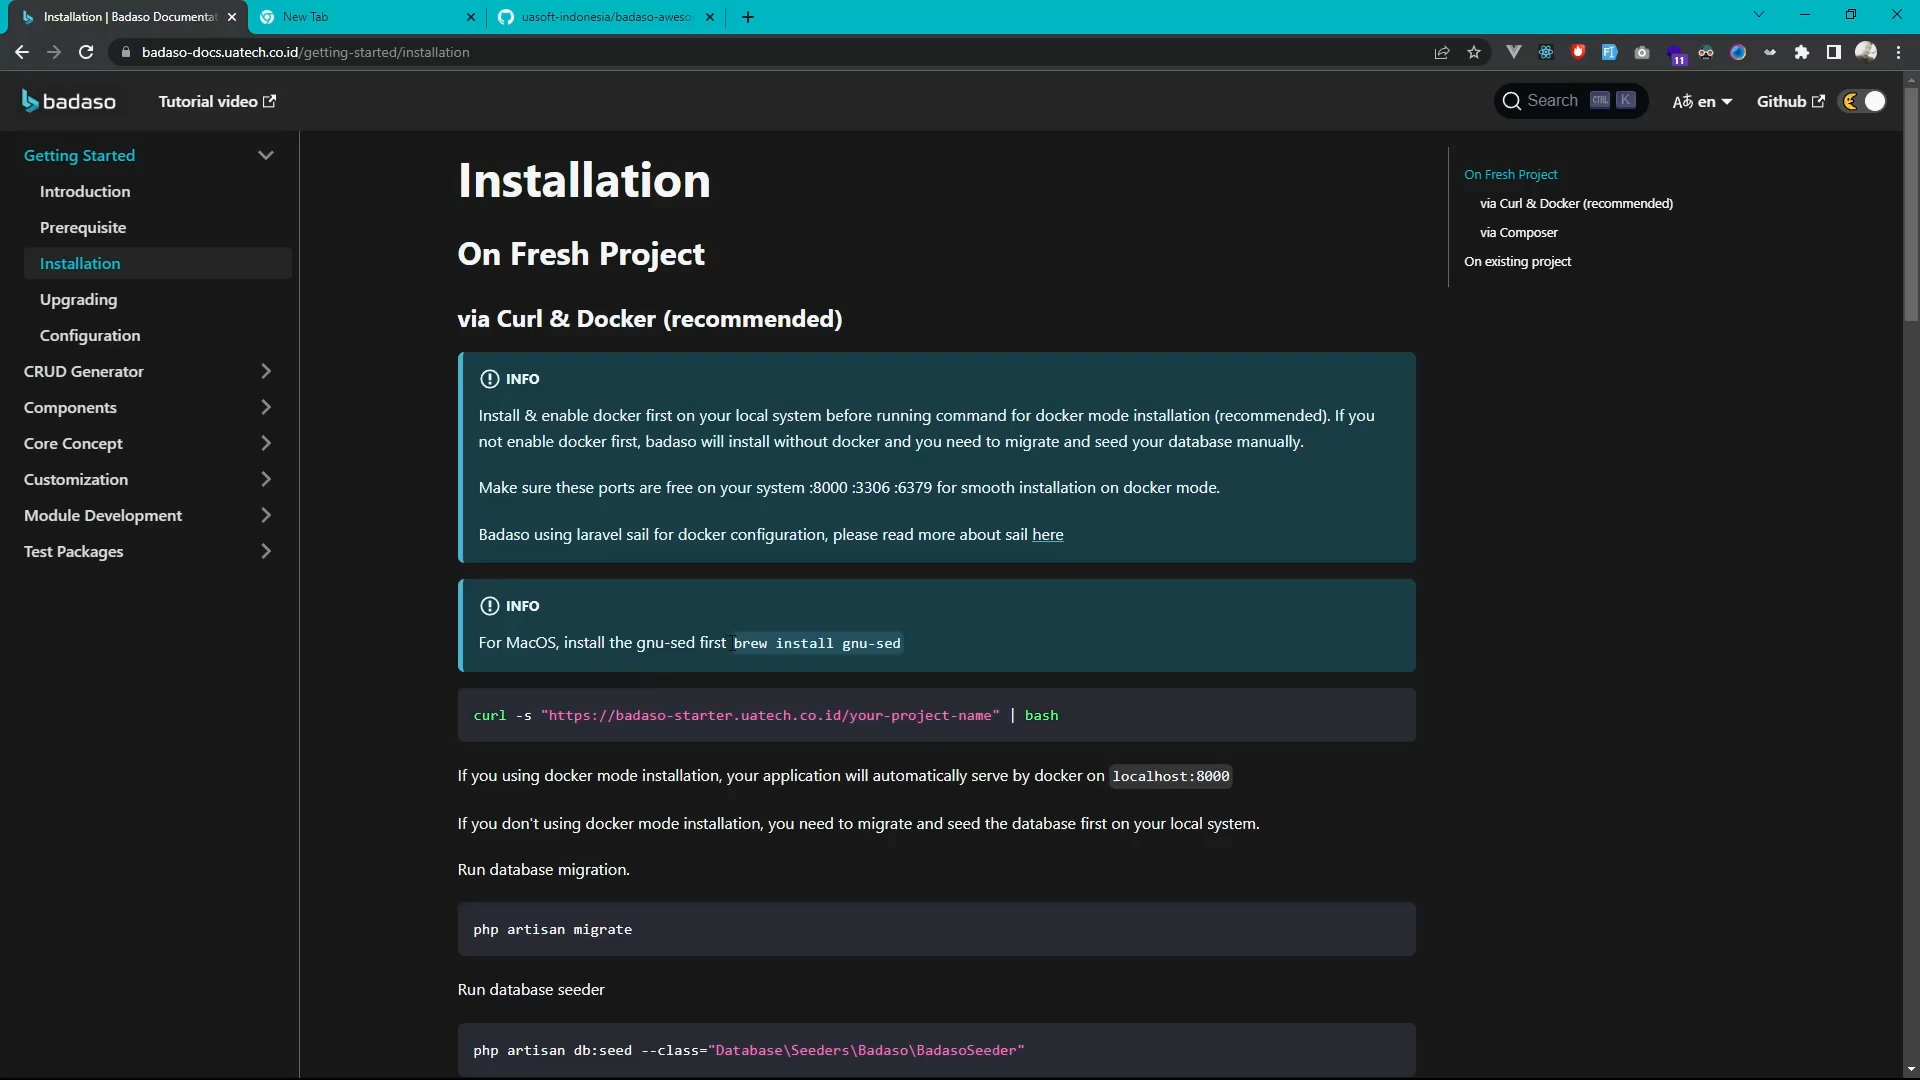 Installation | Badaso Documentat
New Tab
uasoft-indonesia/badaso-aweso
badaso-docs.uatech.co.id/getting-started/installation
11
badaso
Tutorial video
Search CTRL K
en
Github
Getting Started
Introduction
Prerequisite
Installation
Upgrading
Configuration
CRUD Generator
Components
Core Concept
Customization
Module Development
Test Packages
Installation
On Fresh Project
via Curl & Docker (recommended)
INFO
Install & enable docker first on your local system before running command for docker mode installation (recommended). If you
not enable docker first, badaso will install without docker and you need to migrate and seed your database manually.
Make sure these ports are free on your system :8000 :3306 :6379 for smooth installation on docker mode.
Badaso using laravel sail for docker configuration, please read more about sail here
INFO
For MacOS, install the gnu-sed first brew install gnu-sed
curl -s "https://badaso-starter.uatech.co.id/your-project-name" | bash
If you using docker mode installation, your application will automatically serve by docker on localhost:8000
If you don't using docker mode installation, you need to migrate and seed the database first on your local system.
Run database migration.
php artisan migrate
Run database seeder
php artisan db:seed --class="Database\Seeders\Badaso\BadasoSeeder"
On Fresh Project
via Curl & Docker (recommended)
via Composer
On existing project